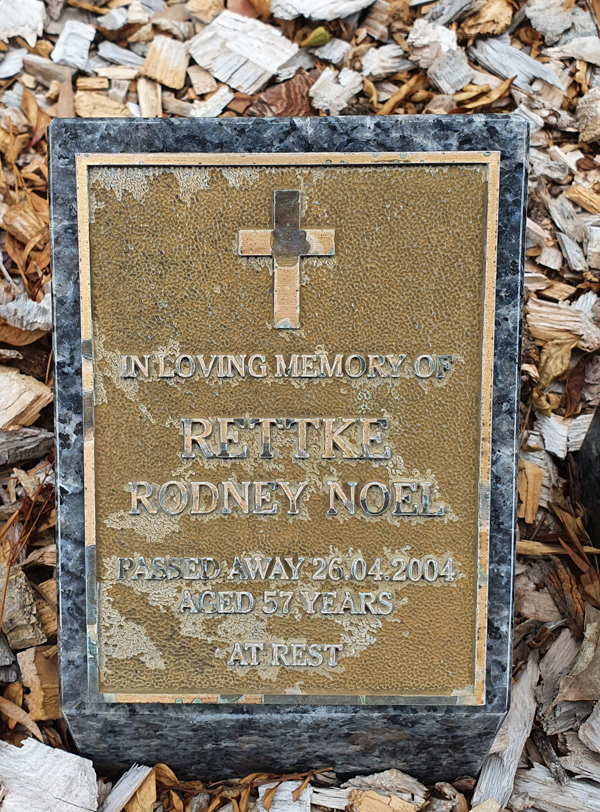 IN LOVING MEMORY OF
RETTKE
RODNEY NOEL
PASSED AWAY 26.04.2004
AGED 57 YEARS
AT REST